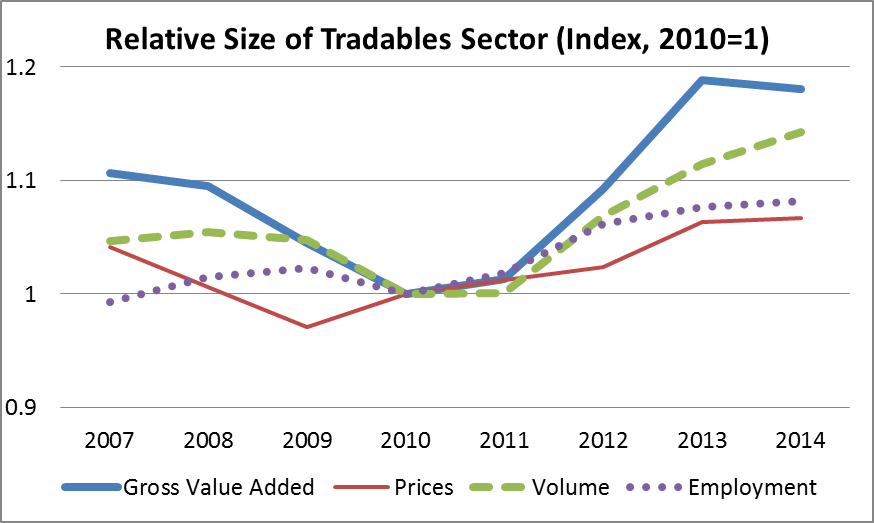 Relative Size of Tradables Sector (Index, 2010=1)
1.2
1.1
1
0.9
2007 2008 2009 2010 2011 2012 2013 2014
Gross Value Added Prices Volume Employment